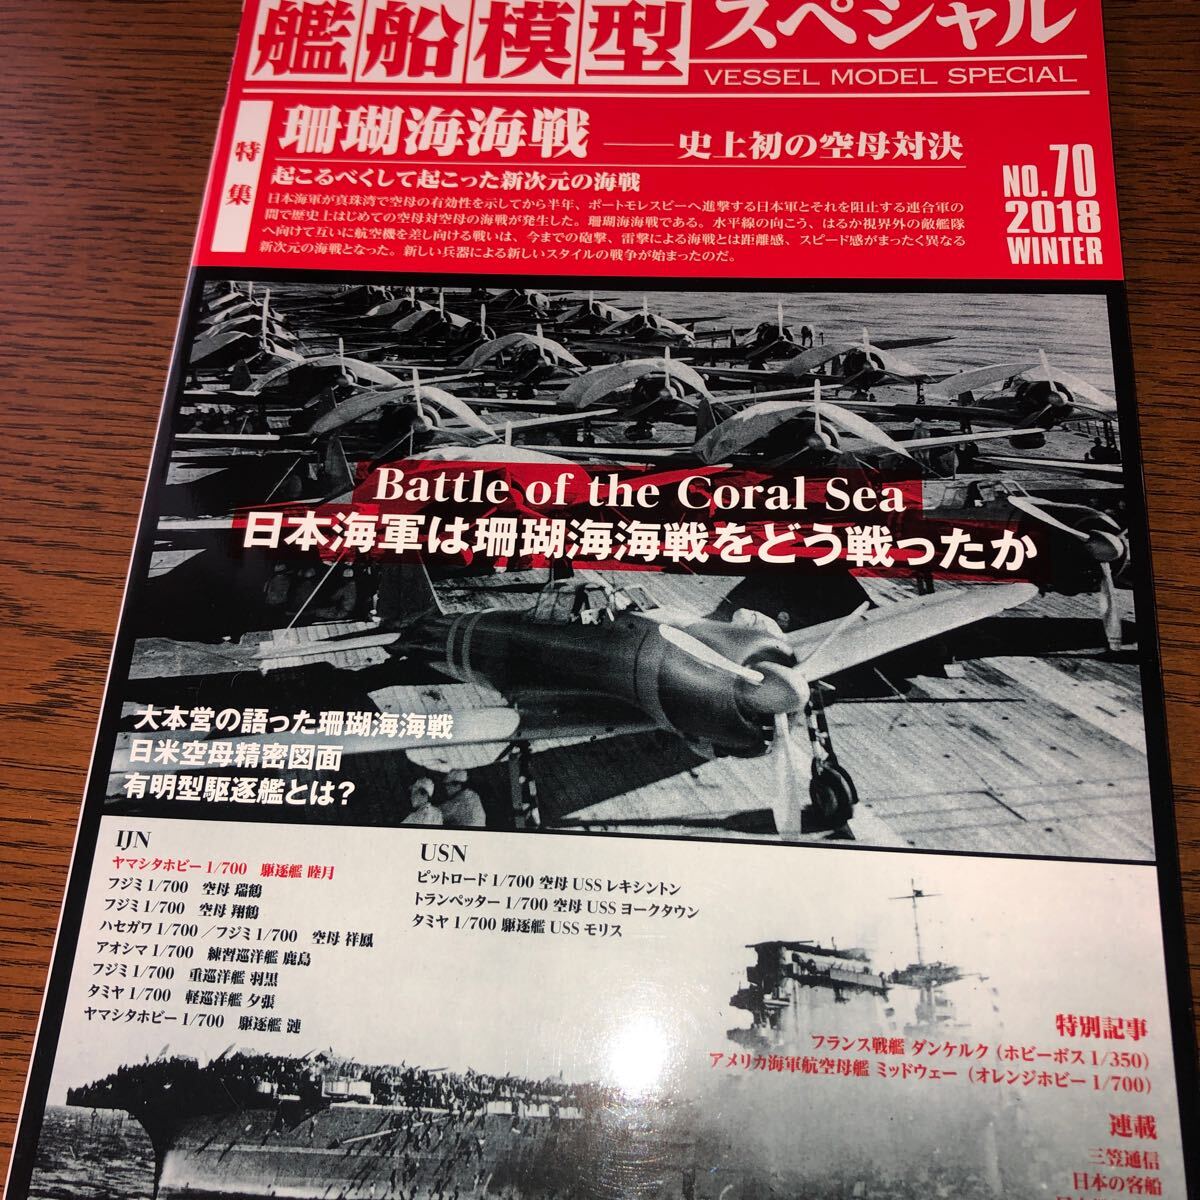 艦船模型スペシャル
VESSEL MODEL SPECIAL
特集
珊瑚海海戦
――史上初の空母対決
起こるべくして起こった新次元の海戦
日本海軍が真珠湾で空母の有効性を示してから半年、ポートモレスビーへ進撃する日本軍とそれを阻止する連合軍の
間で歴史上はじめての空母対空母の海戦が発生した。珊瑚海海戦である。水平線の向こう、はるか視界外の敵艦隊
へ向けて互いに航空機を差し向ける戦いは、今までの砲撃、雷撃による海戦とは距離感、スピード感がまったく異なる
新次元の海戦となった。新しい兵器による新しいスタイルの戦争が始まったのだ。
NO.70
2018
WINTER
Battle of the Coral Sea
日本海軍は珊瑚海海戦をどう戦ったか
大本営の語った珊瑚海海戦
日米空母精密図面
有明型駆逐艦とは?
IJN
ヤマシタホビー 1/700 駆逐艦 睦月
フジミ 1/700 空母 瑞鶴
フジミ 1/700 空母 翔鶴
ハセガワ 1/700／フジミ 1/700 空母 祥鳳
アオシマ 1/700 練習巡洋艦 鹿島
フジミ 1/700 重巡洋艦 羽黒
タミヤ 1/700 軽巡洋艦 夕張
ヤマシタホビー 1/700 駆逐艦 漣
USN
ピットロード 1/700 空母 USS レキシントン
トランペッター 1/700 空母 USS ヨークタウン
タミヤ 1/700 駆逐艦 USS モリス
特別記事
フランス戦艦 ダンケルク（ホビーボス 1/350）
アメリカ海軍航空母艦 ミッドウェー（オレンジホビー 1/700）
連載
三笠通信
日本の客船